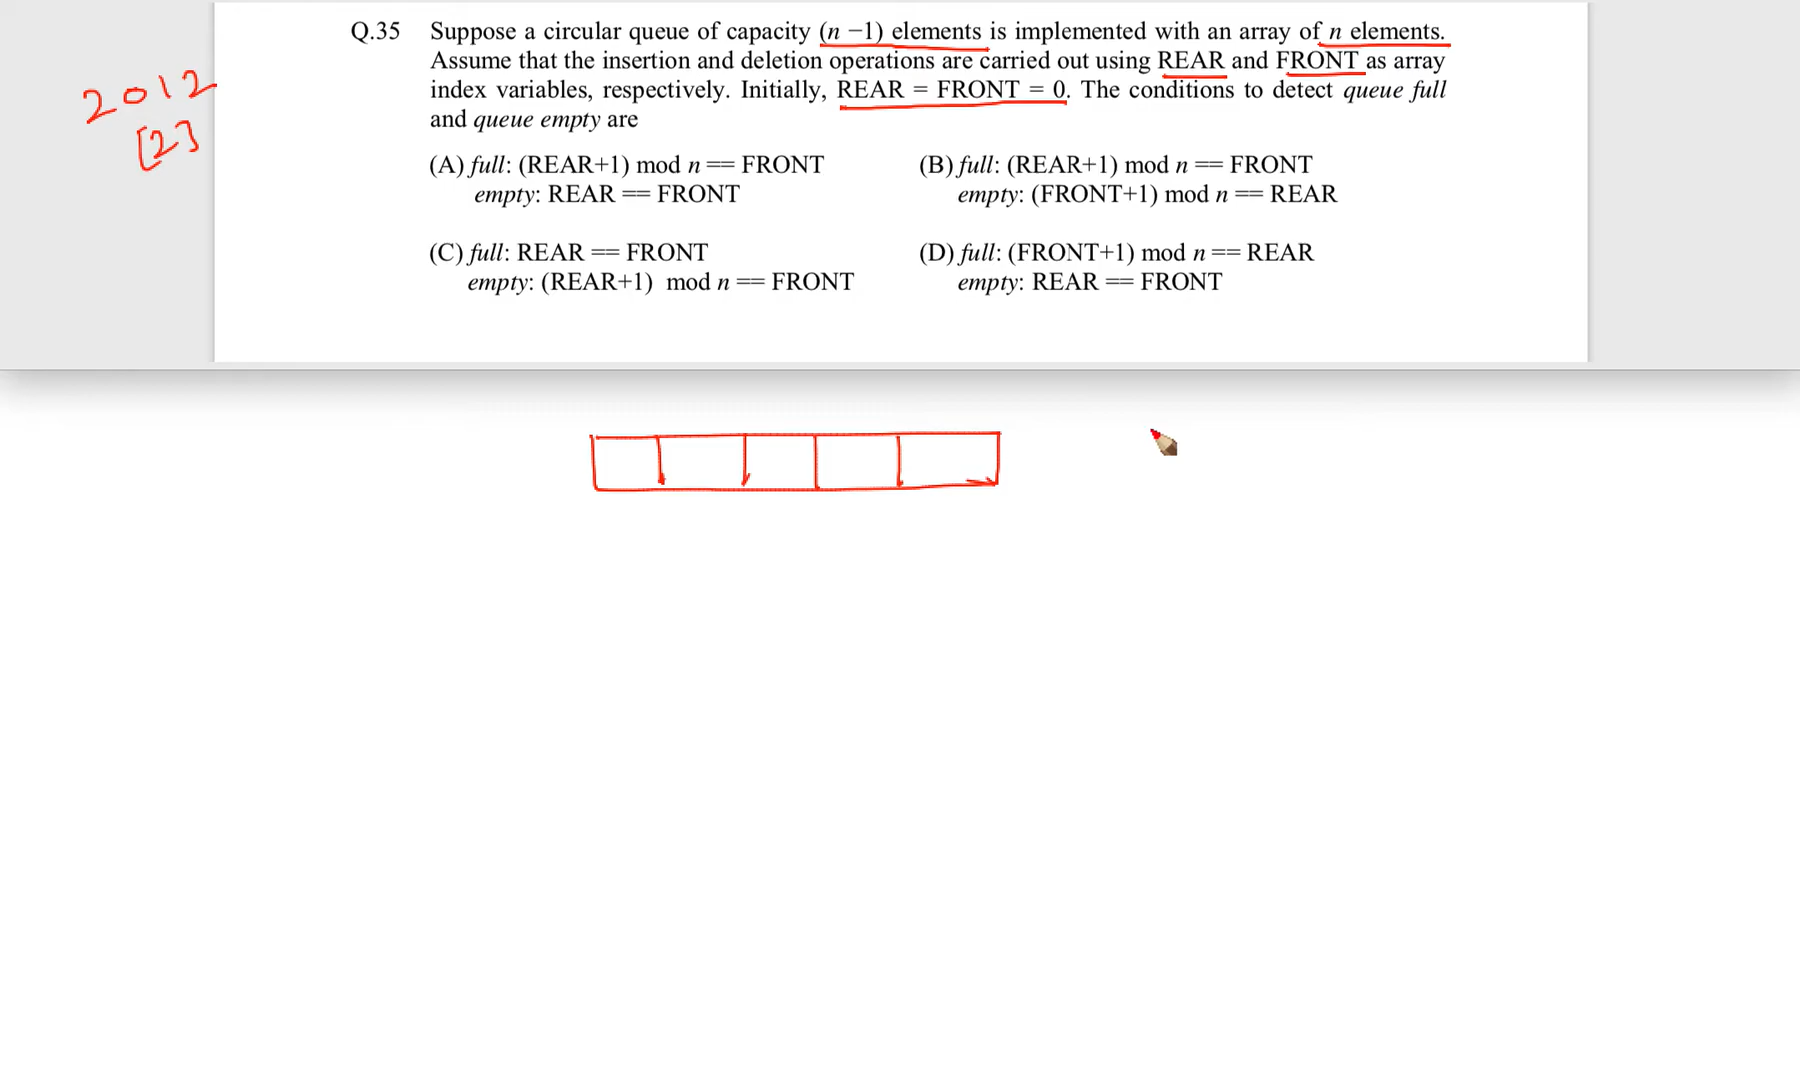 Q.35 Suppose a circular queue of capacity (n −1) elements is implemented with an array of n elements.
Assume that the insertion and deletion operations are carried out using REAR and FRONT as array
index variables, respectively. Initially, REAR = FRONT = 0. The conditions to detect queue full
and queue empty are
2012
[2]
(A) full: (REAR+1) mod n == FRONT
empty: REAR == FRONT
(B) full: (REAR+1) mod n == FRONT
empty: (FRONT+1) mod n == REAR
(C) full: REAR == FRONT
empty: (REAR+1) mod n == FRONT
(D) full: (FRONT+1) mod n == REAR
empty: REAR == FRONT